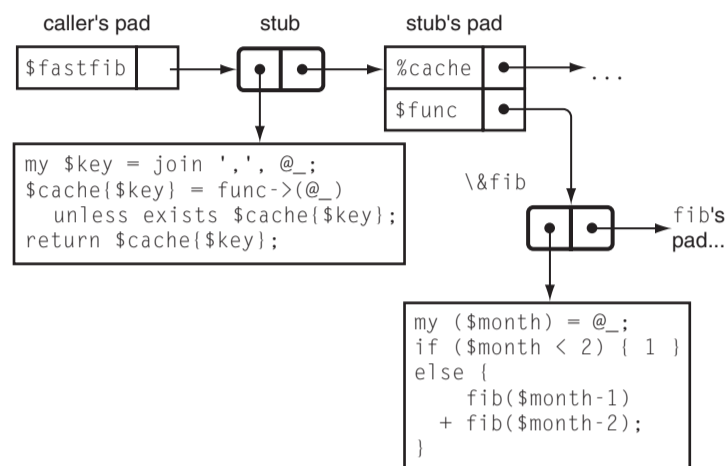 caller's pad
stub
stub's pad
$fastfib
%cache
...
$func
my $key = join ',', @_;
$cache{$key} = func->(@_)
unless exists $cache{$key};
return $cache{$key};
\&fib
fib's
pad...
my ($month) = @_;
if ($month < 2) { 1 }
else {
fib($month-1)
+ fib($month-2);
}